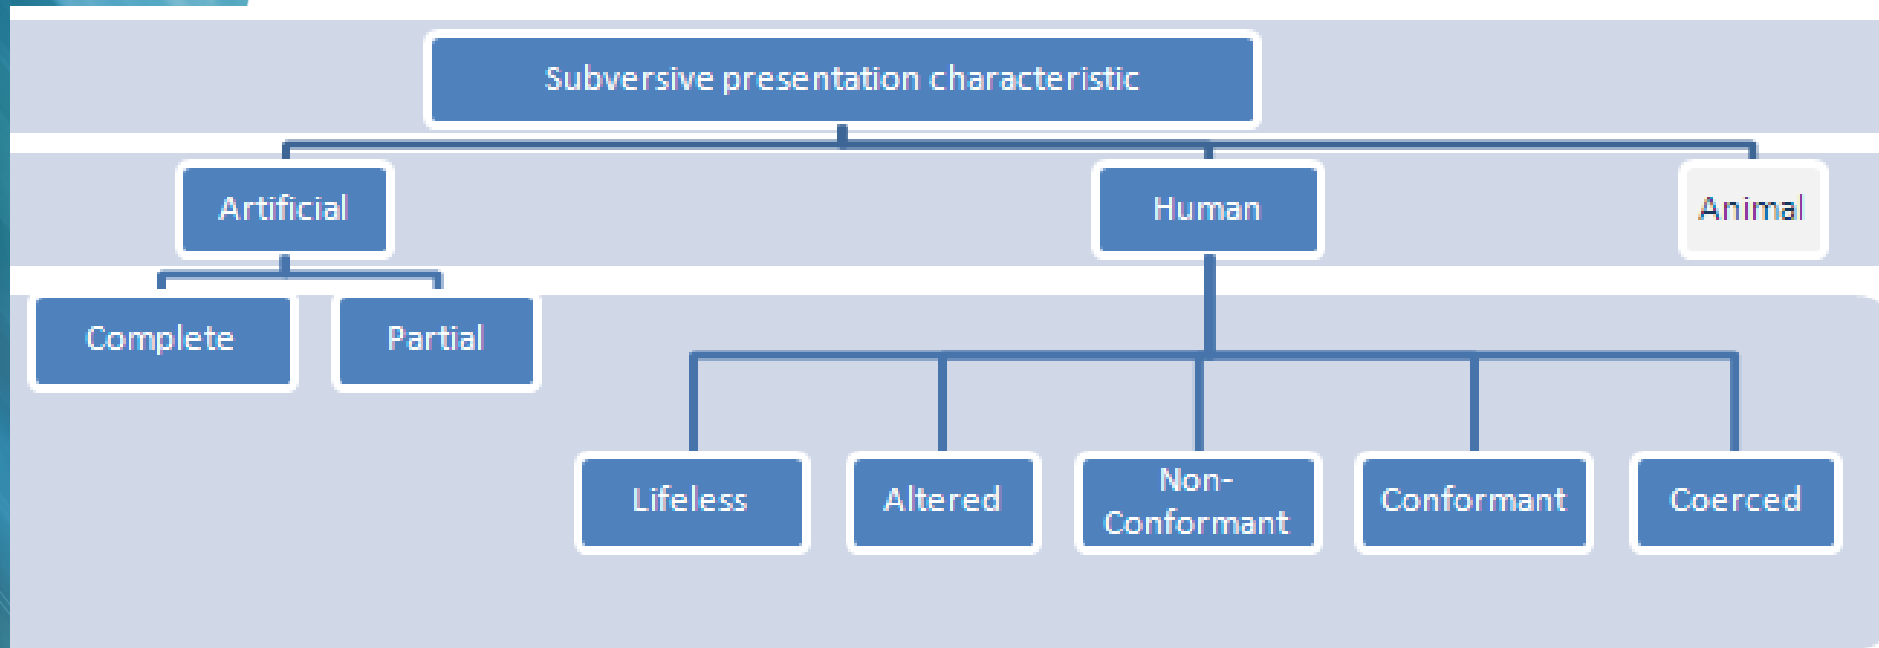 Subversive presentation characteristic
Artificial
Human
Animal
Complete
Partial
Lifeless
Altered
Non-
Conformant
Conformant
Coerced